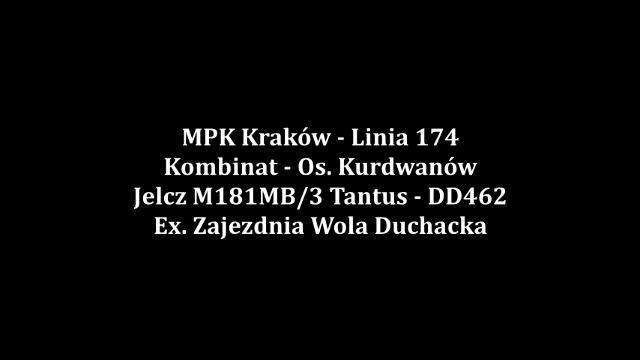 MPK Kraków - Linia 174
Kombinat - Os. Kurdwanów
Jelcz M181MB/3 Tantus - DD462
Ex. Zajezdnia Wola Duchacka